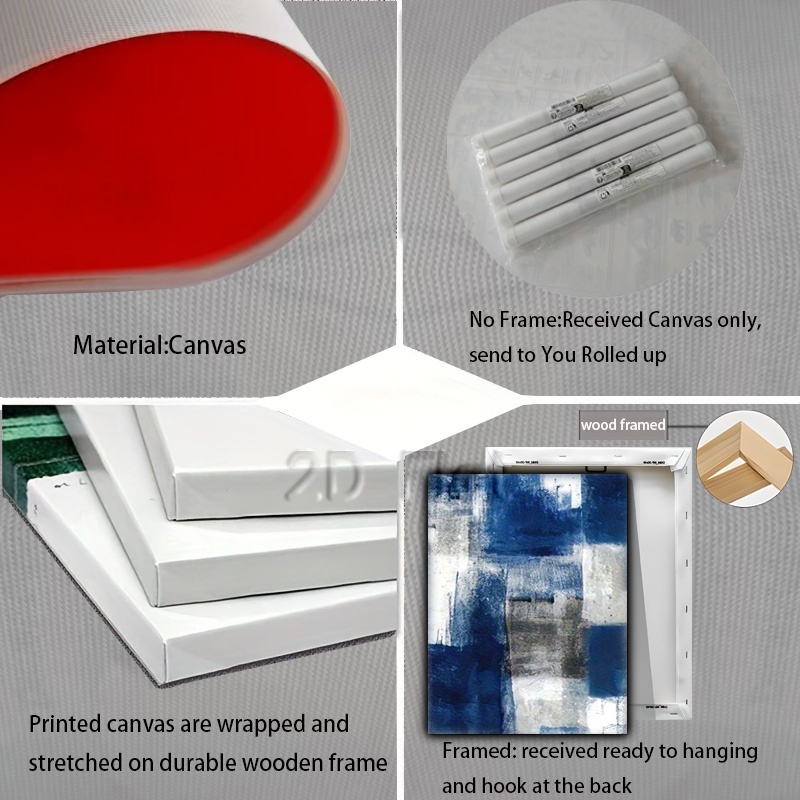 Material:Canvas
No Frame:Received Canvas only,
send to You Rolled up
2D
wood framed
Printed canvas are wrapped and
stretched on durable wooden frame
Framed: received ready to hanging
and hook at the back